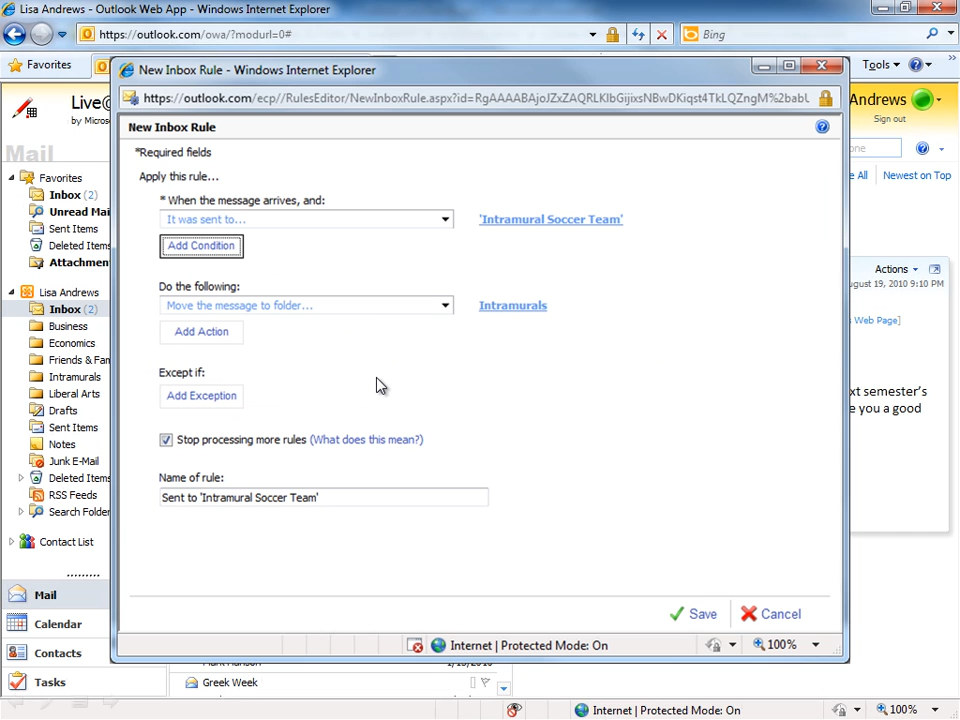 Lisa Andrews - Outlook Web App - Windows Internet Explorer
https://outlook.com/owa/?modurl=0#
Bing
Favorites
Tools
New Inbox Rule - Windows Internet Explorer
https://outlook.com/ecp//RulesEditor/NewInboxRule.aspx?id=
New Inbox Rule
*Required fields
Apply this rule...
* When the message arrives, and:
It was sent to...
'Intramural Soccer Team'
Add Condition
Do the following:
Move the message to folder...
Intramurals
Add Action
Except if:
Add Exception
Stop processing more rules (What does this mean?)
Name of rule:
Sent to 'Intramural Soccer Team'
Save
Cancel
Internet | Protected Mode: On
100%
Live@
by Micros
Mail
Favorites
Inbox (2)
Unread Mai
Sent Items
Deleted Items
Attachmen
Lisa Andrews
Inbox (2)
Business
Economics
Friends & Fam
Intramurals
Liberal Arts
Drafts
Sent Items
Notes
Junk E-Mail
Deleted Items
RSS Feeds
Search Folder
Contact List
Mail
Calendar
Contacts
Tasks
Andrews
Sign out
one
e All
Newest on Top
Actions
ugust 19, 2010 9:10 PM
s Web Page]
xt semester's
e you a good
Greek Week
Internet | Protected Mode: On
100%